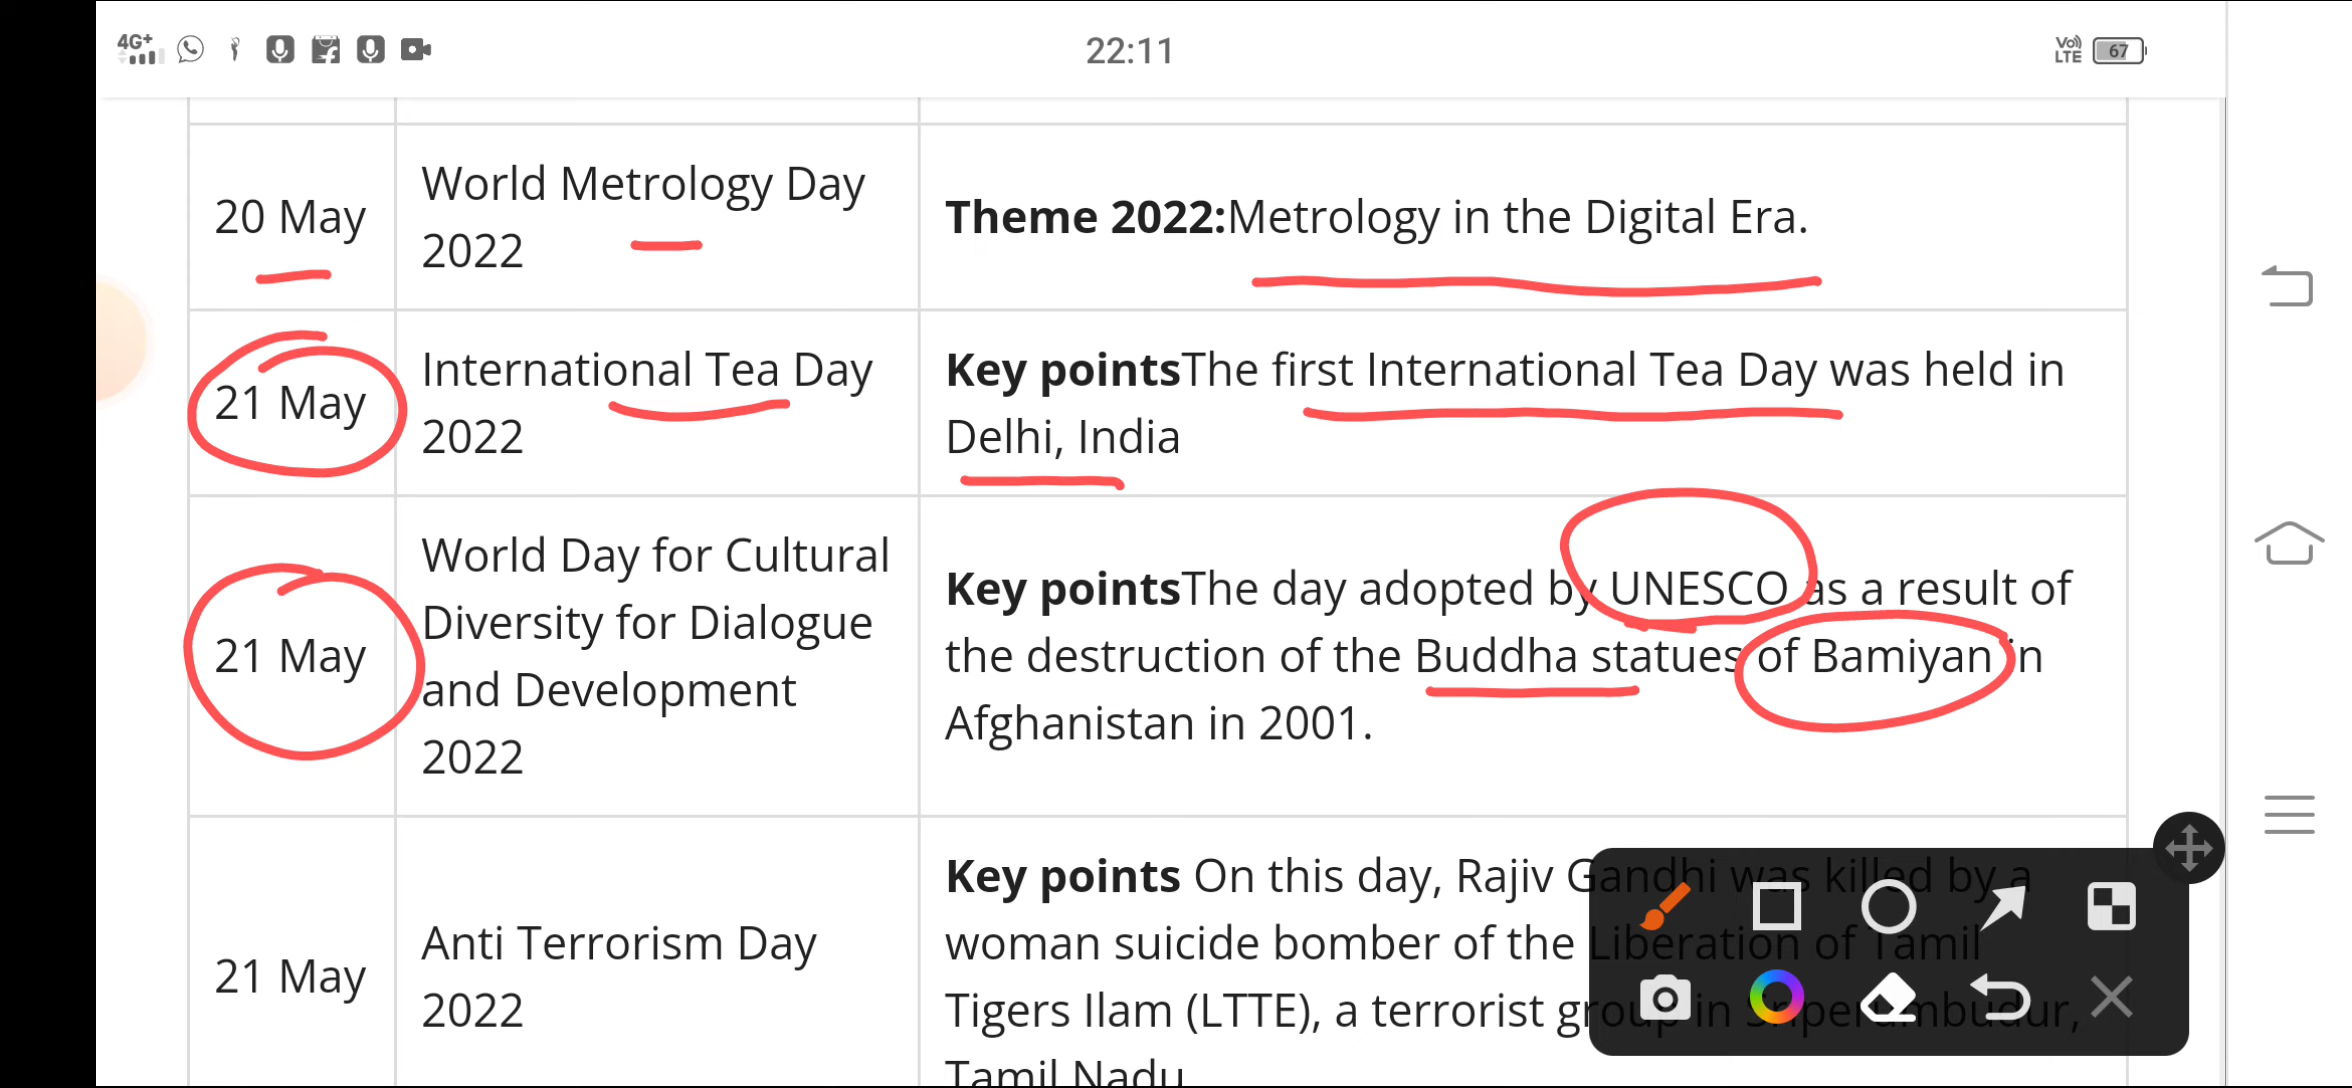 4G+
22:11
Vo)) LTE
67
20 May
World Metrology Day
2022
Theme 2022:Metrology in the Digital Era.
21 May
International Tea Day
2022
Key pointsThe first International Tea Day was held in
Delhi, India
21 May
World Day for Cultural
Diversity for Dialogue
and Development
2022
Key pointsThe day adopted by UNESCO as a result of
the destruction of the Buddha statues of Bamiyan in
Afghanistan in 2001.
21 May
Anti Terrorism Day
2022
Key points On this day, Rajiv Gandhi was killed by a
woman suicide bomber of the Liberation of Tamil
Tigers Ilam (LTTE), a terrorist group in Sriperumbudur,
Tamil Nadu